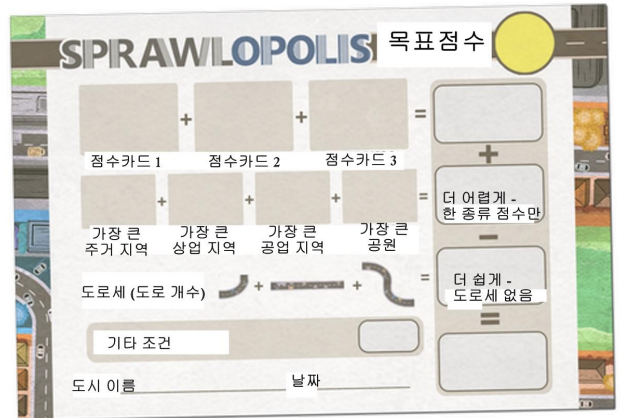 SPRAWLOPOLIS
목표점수
+ + =
점수카드 1 점수카드 2 점수카드 3
+
+ + + =
더 어렵게 -
한 종류 점수만
가장 큰 가장 큰 가장 큰 가장 큰
주거 지역 상업 지역 공업 지역 공원
-
도로세 (도로 개수) + + =
더 쉽게 -
도로세 없음
=
기타 조건
도시 이름 날짜